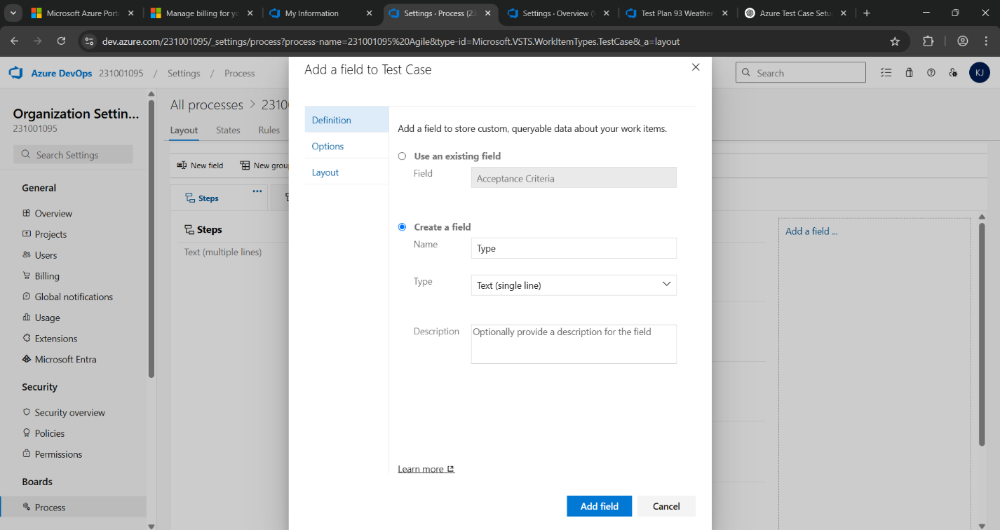 Microsoft Azure Port
Manage billing for yo
My Information
Settings · Process (23
Settings · Overview (
Test Plan 93 Weather
Azure Test Case Setu
dev.azure.com/231001095/_settings/process?process-name=231001095%20Agile&type-id=Microsoft.VSTS.WorkItemTypes.TestCase&_a=layout
Azure DevOps 231001095 / Settings / Process
Search
KJ
Organization Settin...
231001095
Search Settings
General
Overview
Projects
Users
Billing
Global notifications
Usage
Extensions
Microsoft Entra
Security
Security overview
Policies
Permissions
Boards
Process
All processes > 2310
Layout States Rules
New field New grou
Steps ...
Steps
Text (multiple lines)
Add a field to Test Case
Definition
Options
Layout
Add a field to store custom, queryable data about your work items.
Use an existing field
Field Acceptance Criteria
Create a field
Name Type
Type Text (single line)
Description Optionally provide a description for the field
Learn more
Add field Cancel
Add a field ...